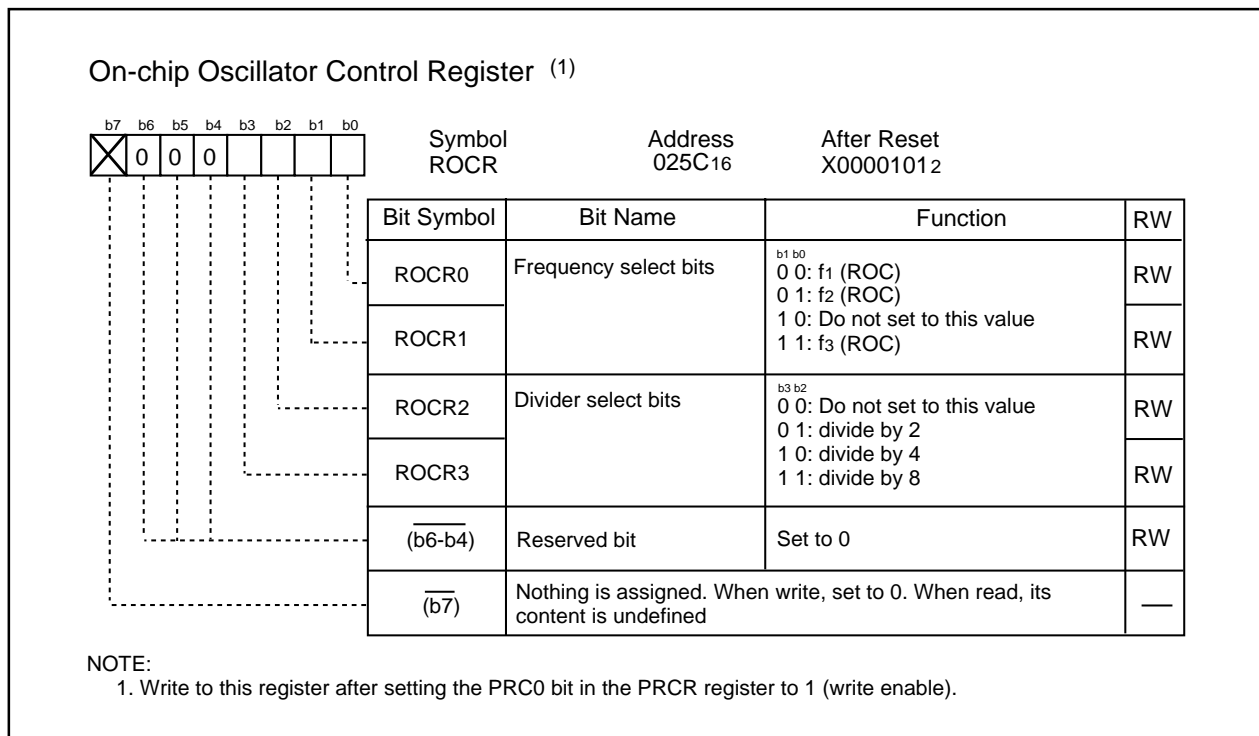 On-chip Oscillator Control Register (1)
b7 b6 b5 b4 b3 b2 b1 b0
0 0 0
Symbol Address After Reset
ROCR 025C16 X00001012
Bit Symbol Bit Name Function RW
ROCR0 Frequency select bits b1 b0
0 0: f1 (ROC)
0 1: f2 (ROC)
1 0: Do not set to this value
1 1: f3 (ROC)
RW
ROCR1 RW
ROCR2 Divider select bits b3 b2
0 0: Do not set to this value
0 1: divide by 2
1 0: divide by 4
1 1: divide by 8
RW
ROCR3 RW
(b6-b4) Reserved bit Set to 0 RW
(b7) Nothing is assigned. When write, set to 0. When read, its
content is undefined —
NOTE:
1. Write to this register after setting the PRC0 bit in the PRCR register to 1 (write enable).